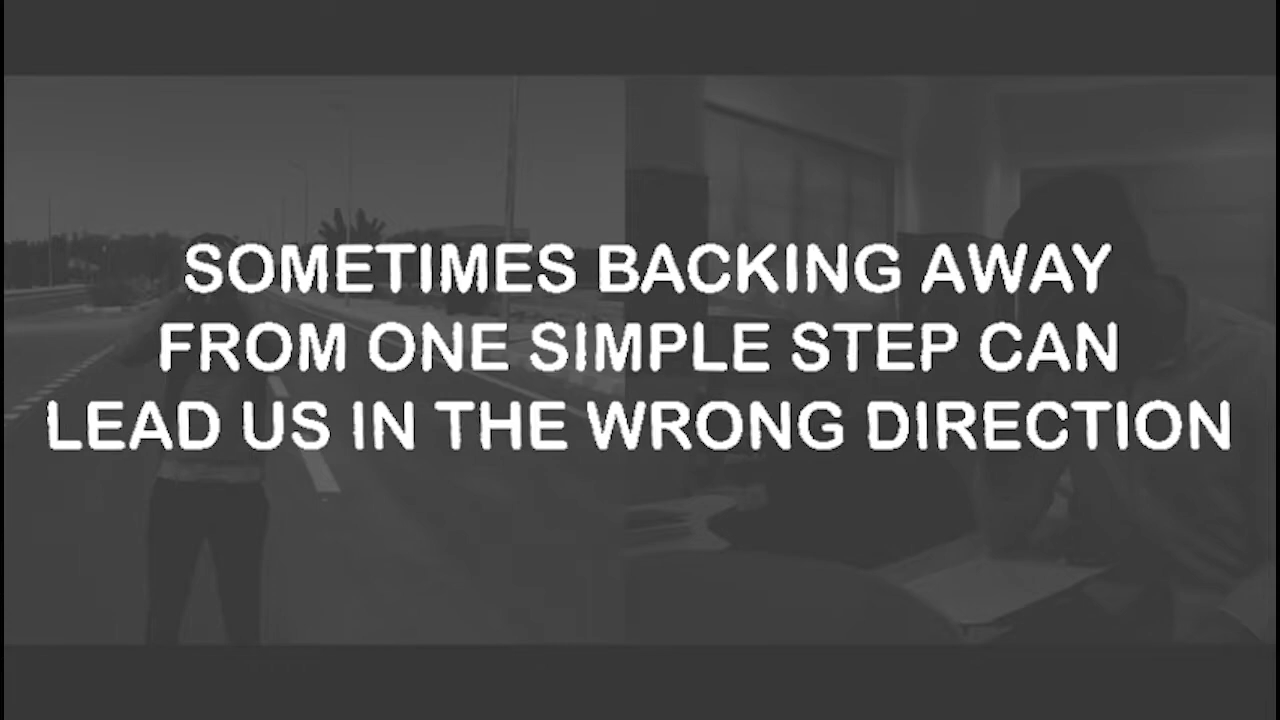 SOMETIMES BACKING AWAY
FROM ONE SIMPLE STEP CAN
LEAD US IN THE WRONG DIRECTION